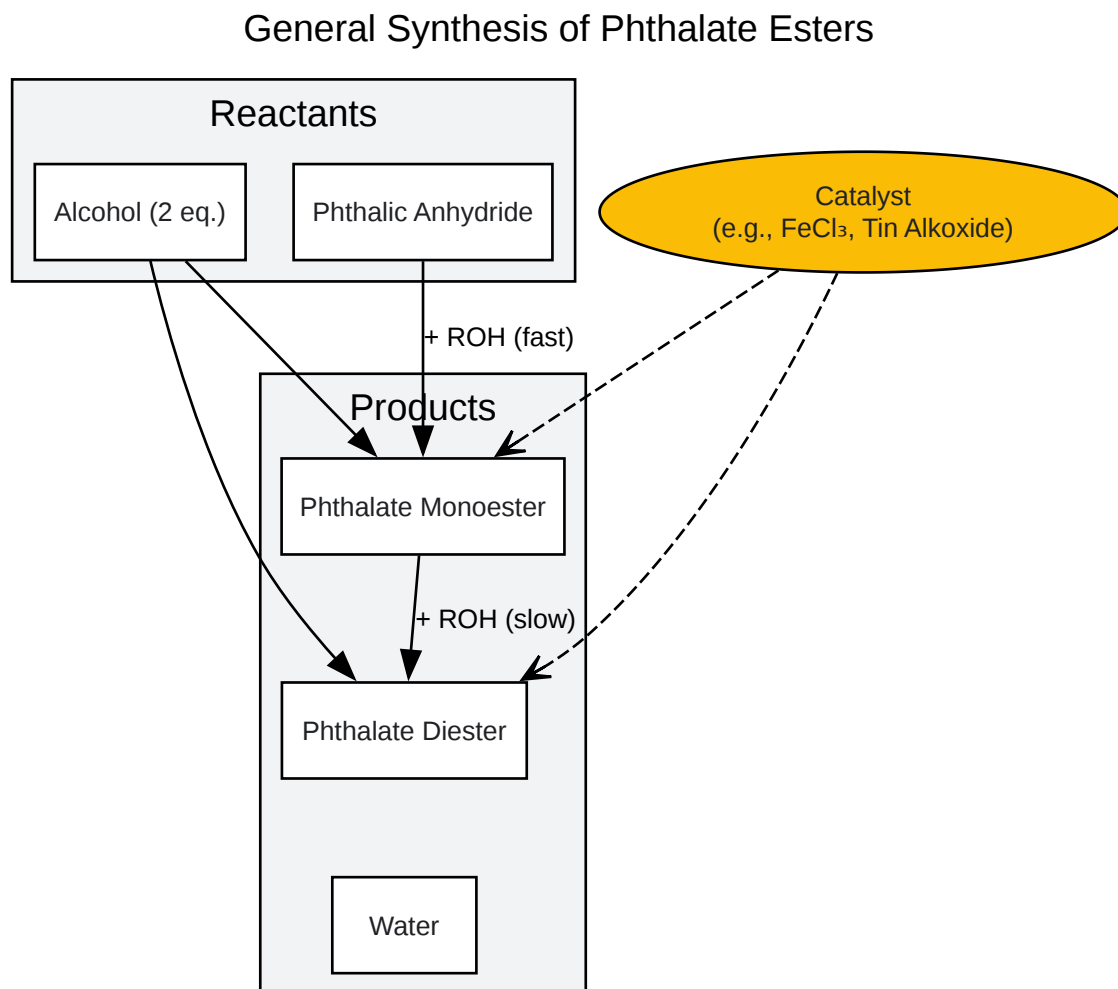 General Synthesis of Phthalate Esters
Reactants
Alcohol (2 eq.)
Phthalic Anhydride
Catalyst
(e.g., FeCl₃, Tin Alkoxide)
+ ROH (fast)
Products
Phthalate Monoester
+ ROH (slow)
Phthalate Diester
Water